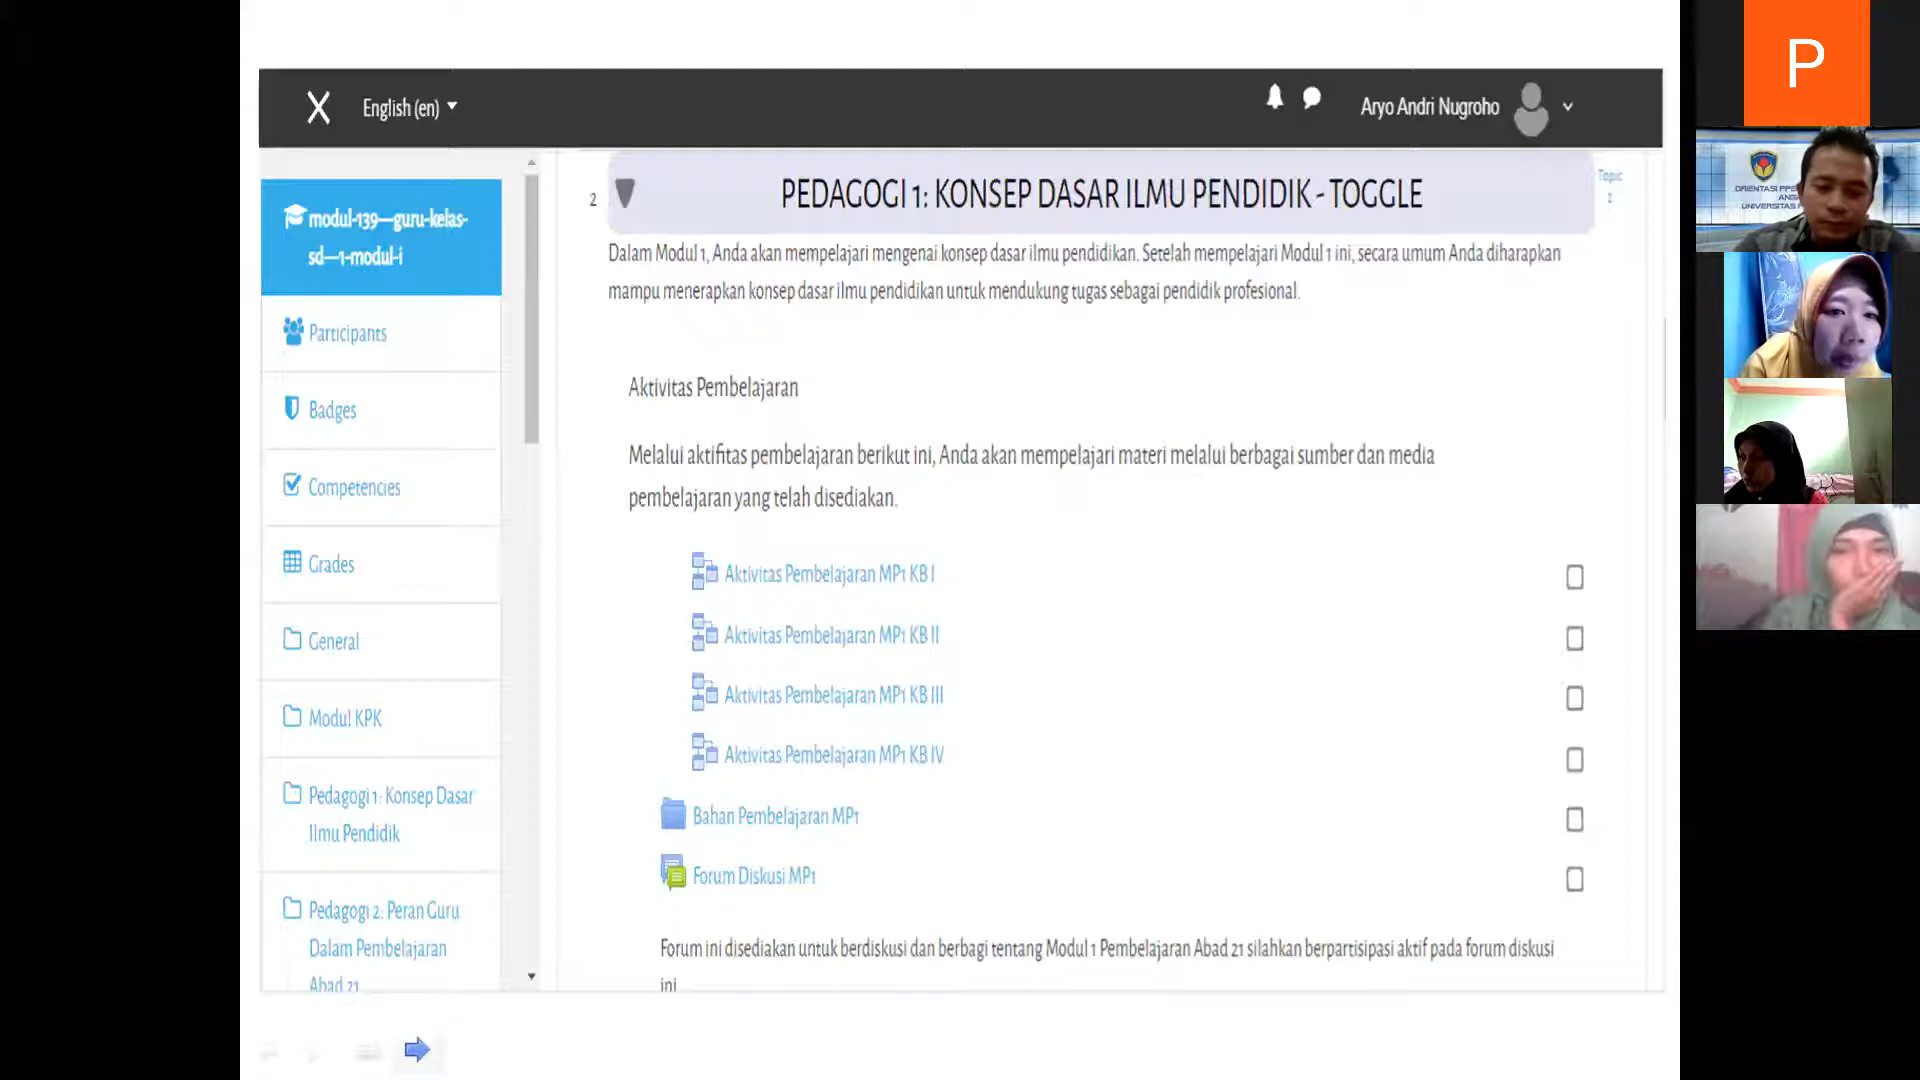 English (en)
Aryo Andri Nugroho
P
modul-139—guru-kelas-
sd—1-modul-i
Participants
Badges
Competencies
Grades
General
Modul KPK
Pedagogi 1: Konsep Dasar
Ilmu Pendidik
Pedagogi 2: Peran Guru
Dalam Pembelajaran
Abad 21
2
PEDAGOGI 1: KONSEP DASAR ILMU PENDIDIK - TOGGLE
Topic
Dalam Modul 1, Anda akan mempelajari mengenai konsep dasar ilmu pendidikan. Setelah mempelajari Modul 1 ini, secara umum Anda diharapkan
mampu menerapkan konsep dasar ilmu pendidikan untuk mendukung tugas sebagai pendidik profesional.
Aktivitas Pembelajaran
Melalui aktifitas pembelajaran berikut ini, Anda akan mempelajari materi melalui berbagai sumber dan media
pembelajaran yang telah disediakan.
Aktivitas Pembelajaran MP1 KB I
Aktivitas Pembelajaran MP1 KB II
Aktivitas Pembelajaran MP1 KB III
Aktivitas Pembelajaran MP1 KB IV
Bahan Pembelajaran MP1
Forum Diskusi MP1
Forum ini disediakan untuk berdiskusi dan berbagi tentang Modul 1 Pembelajaran Abad 21 silahkan berpartisipasi aktif pada forum diskusi
ini
ORIENTASI
UNIVERSITAS